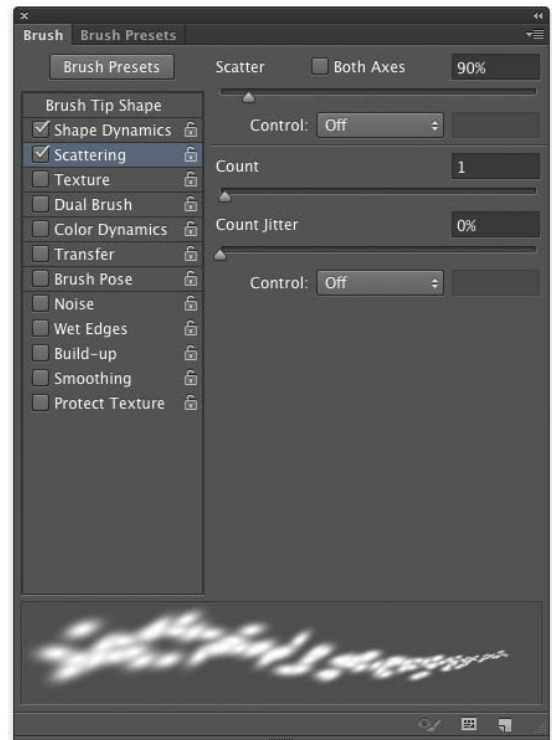 Brush Brush Presets
Brush Presets
Scatter Both Axes 90%
Brush Tip Shape
Shape Dynamics
Control: Off
Scattering
Count 1
Texture
Dual Brush
Color Dynamics
Count Jitter 0%
Transfer
Brush Pose
Control: Off
Noise
Wet Edges
Build-up
Smoothing
Protect Texture